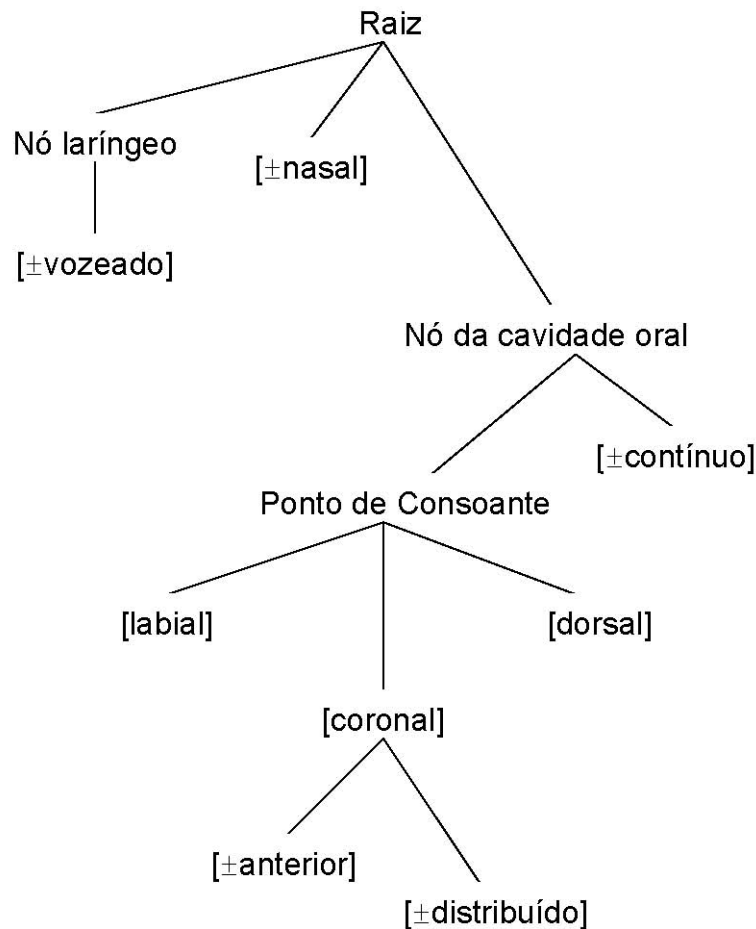 Raiz
Nó laríngeo
[±nasal]
[±vozeado]
Nó da cavidade oral
[±contínuo]
Ponto de Consoante
[labial]
[dorsal]
[coronal]
[±anterior]
[±distribuído]